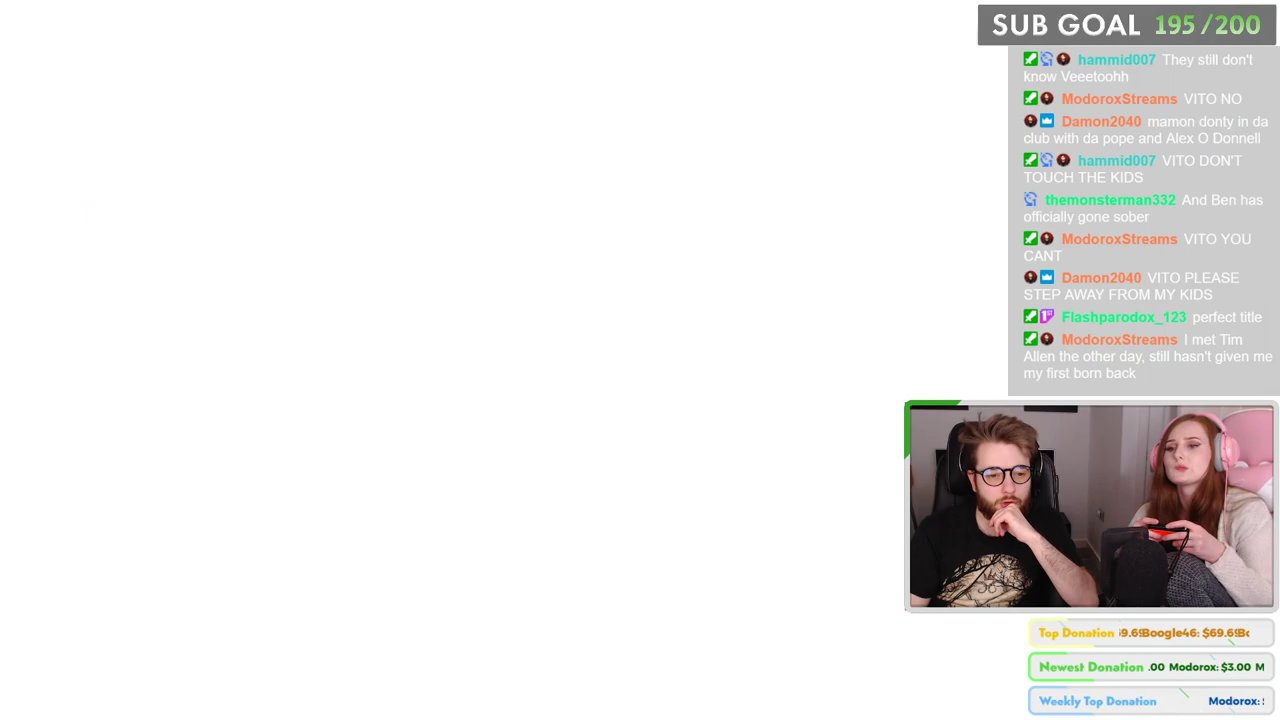 SUB GOAL 195/200
hammid007 They still don't
know Veeetoohh
ModoroxStreams VITO NO
Damon2040 mamon donty in da
club with da pope and Alex O Donnell
hammid007 VITO DON'T
TOUCH THE KIDS
themonsterman332 And Ben has
officially gone sober
ModoroxStreams VITO YOU
CANT
Damon2040 VITO PLEASE
STEP AWAY FROM MY KIDS
Flashparodox_123 perfect title
ModoroxStreams I met Tim
Allen the other day, still hasn't given me
my first born back
Top Donation Boogle46: $69.69
Newest Donation .00 Modorox: $3.00 M
Weekly Top Donation Modorox: